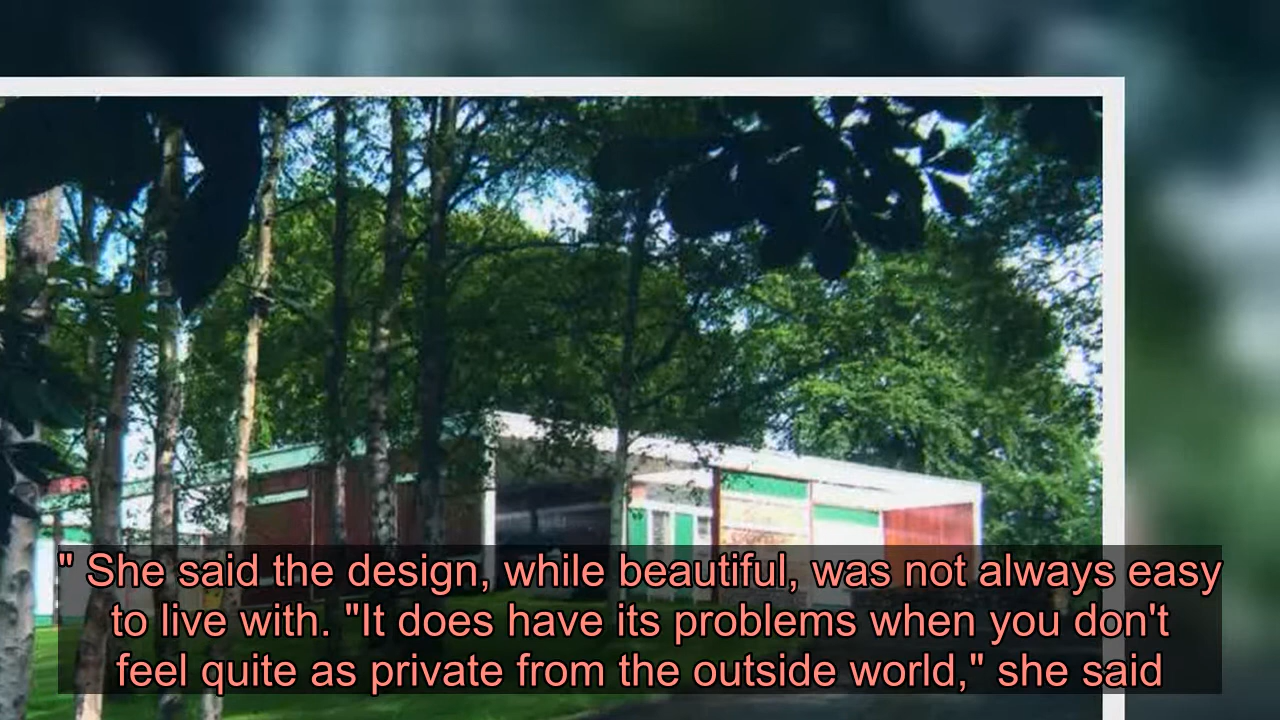 " She said the design, while beautiful, was not always easy
to live with. "It does have its problems when you don't
feel quite as private from the outside world," she said